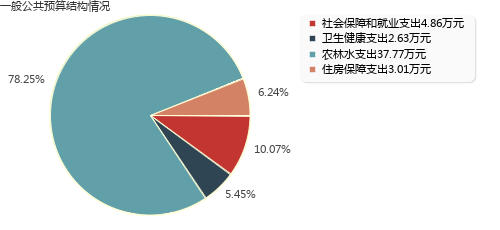 一般公共预算结构情况
社会保障和就业支出4.86万元
卫生健康支出2.63万元
农林水支出37.77万元
住房保障支出3.01万元
78.25%
6.24%
10.07%
5.45%